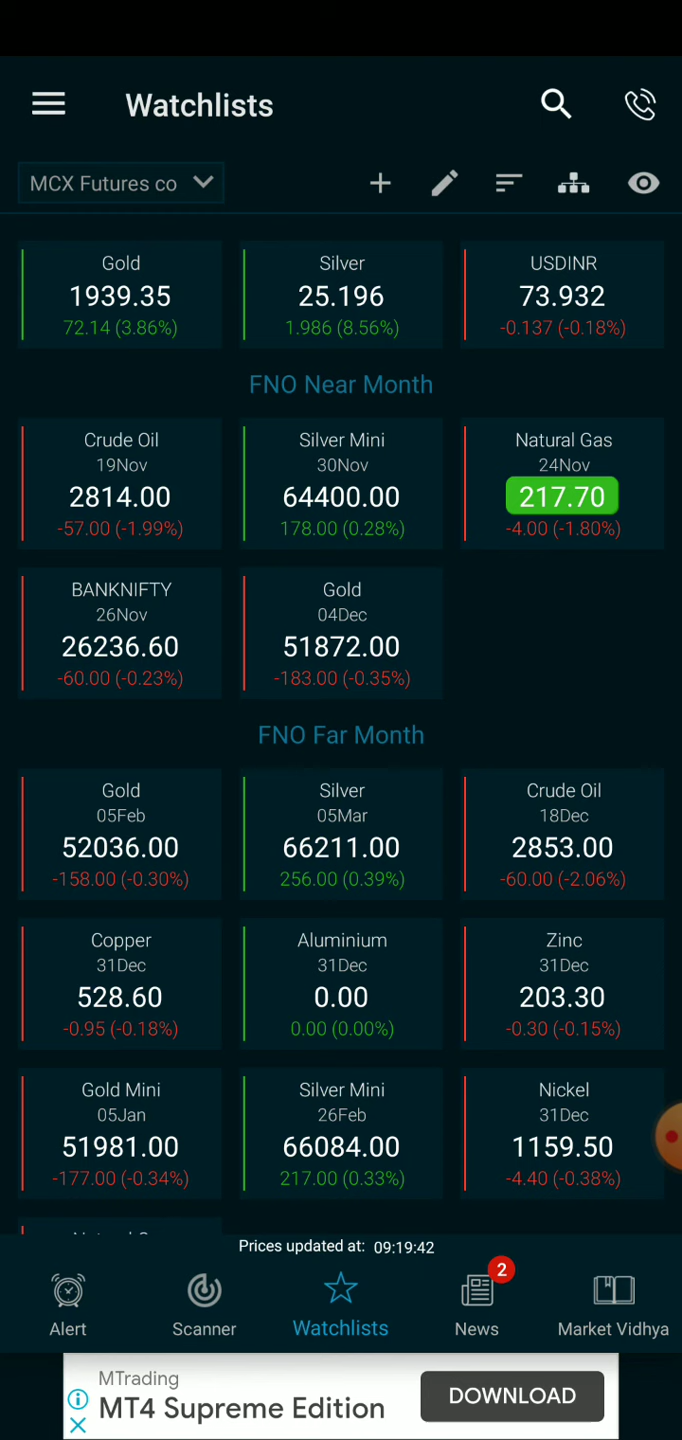 Watchlists
MCX Futures co
Gold
1939.35
72.14 (3.86%)
Silver
25.196
1.986 (8.56%)
USDINR
73.932
-0.137 (-0.18%)
FNO Near Month
Crude Oil
19Nov
2814.00
-57.00 (-1.99%)
Silver Mini
30Nov
64400.00
178.00 (0.28%)
Natural Gas
24Nov
217.70
-4.00 (-1.80%)
BANKNIFTY
26Nov
26236.60
-60.00 (-0.23%)
Gold
04Dec
51872.00
-183.00 (-0.35%)
FNO Far Month
Gold
05Feb
52036.00
-158.00 (-0.30%)
Silver
05Mar
66211.00
256.00 (0.39%)
Crude Oil
18Dec
2853.00
-60.00 (-2.06%)
Copper
31Dec
528.60
-0.95 (-0.18%)
Aluminium
31Dec
0.00
0.00 (0.00%)
Zinc
31Dec
203.30
-0.30 (-0.15%)
Gold Mini
05Jan
51981.00
-177.00 (-0.34%)
Silver Mini
26Feb
66084.00
217.00 (0.33%)
Nickel
31Dec
1159.50
-4.40 (-0.38%)
Prices updated at: 09:19:42
Alert
Scanner
Watchlists
2
News
Market Vidhya
MTrading
MT4 Supreme Edition
DOWNLOAD